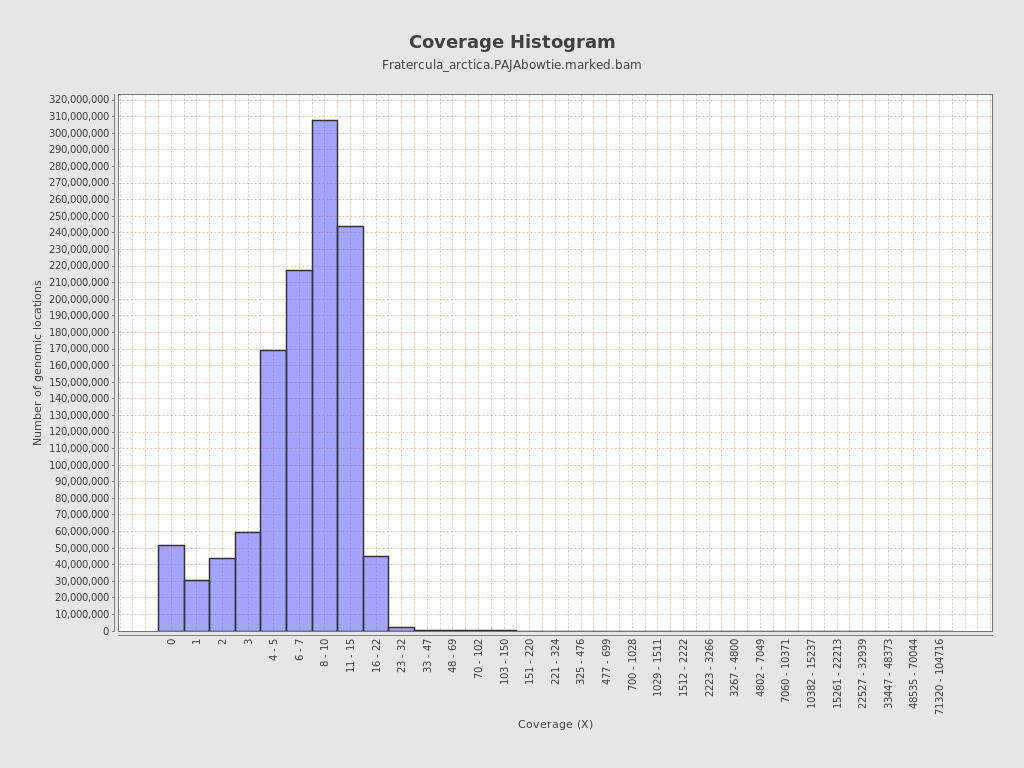 Coverage Histogram
Fratercula_arctica.PAJAbowtie.marked.bam
320,000,000
310,000,000
300,000,000
290,000,000
280,000,000
270,000,000
260,000,000
250,000,000
240,000,000
230,000,000
220,000,000
210,000,000
200,000,000
190,000,000
180,000,000
170,000,000
160,000,000
150,000,000
140,000,000
130,000,000
120,000,000
110,000,000
100,000,000
90,000,000
80,000,000
70,000,000
60,000,000
50,000,000
40,000,000
30,000,000
20,000,000
10,000,000
0
Number of genomic locations
0
1
2
3
4 - 5
6 - 7
8 - 10
11 - 15
16 - 22
23 - 32
33 - 47
48 - 69
70 - 102
103 - 150
151 - 220
221 - 324
325 - 476
477 - 699
700 - 1028
1029 - 1511
1512 - 2222
2223 - 3266
3267 - 4800
4802 - 7049
7060 - 10371
10382 - 15237
15261 - 22213
22527 - 32939
33447 - 48373
48535 - 70044
71320 - 104716
Coverage (X)